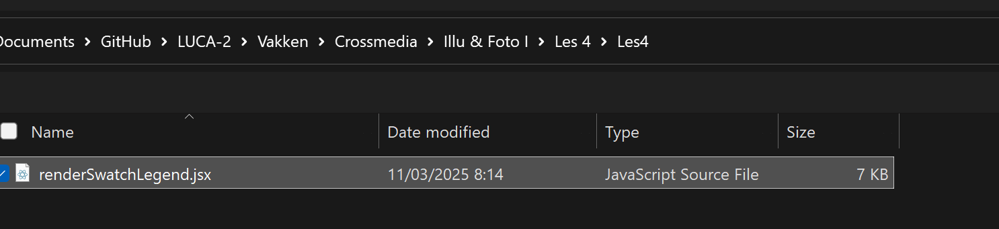 Documents > GitHub > LUCA-2 > Vakken > Crossmedia > Illu & Foto I > Les 4 > Les4
Name Date modified Type Size
renderSwatchLegend.jsx 11/03/2025 8:14 JavaScript Source File 7 KB